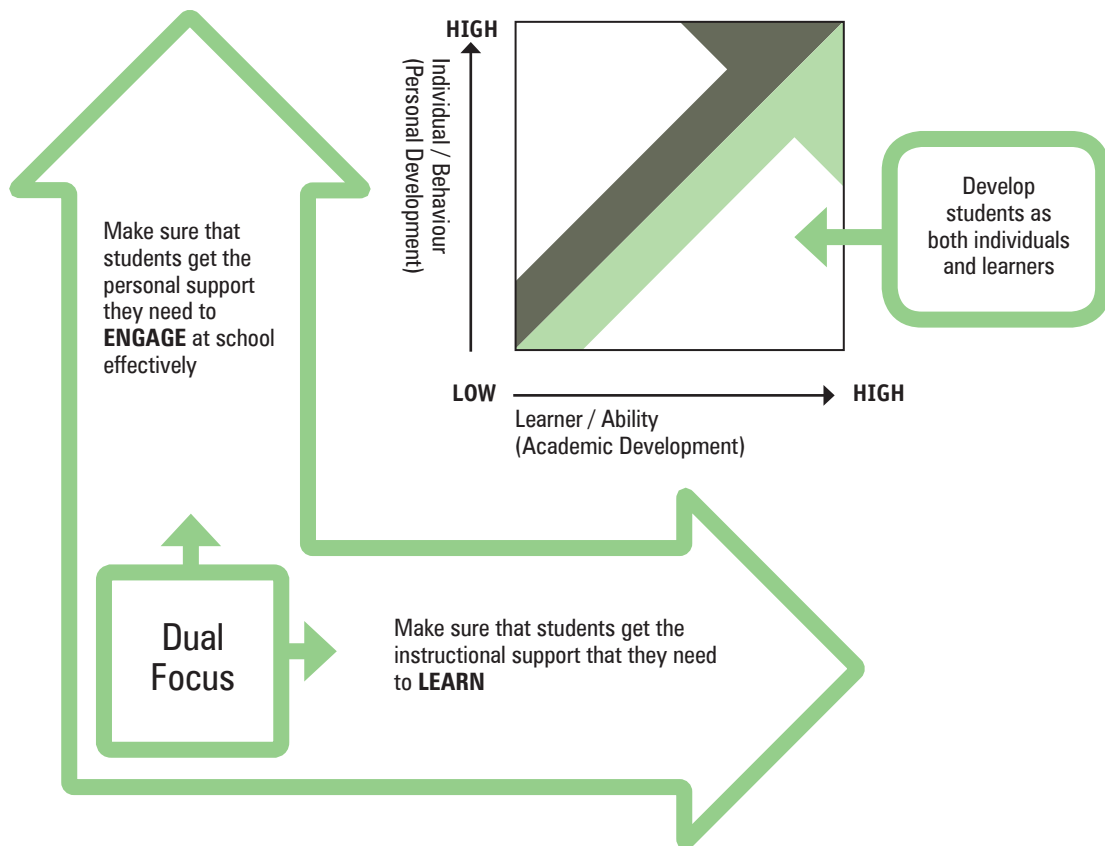 HIGH
Individual / Behaviour
(Personal Development)
Make sure that
students get the
personal support
they need to
ENGAGE at school
effectively
Develop
students as
both individuals
and learners
LOW
HIGH
Learner / Ability
(Academic Development)
Dual
Focus
Make sure that students get the
instructional support that they need
to LEARN